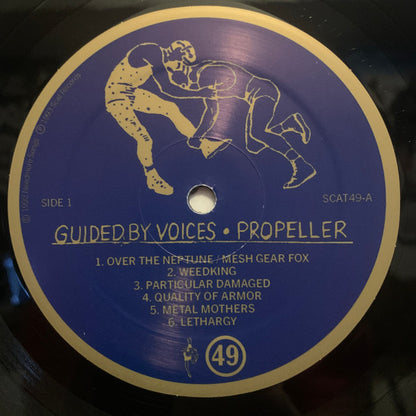 SIDE 1
SCAT49-A
GUIDED BY VOICES • PROPELLER
1. OVER THE NEPTUNE / MESH GEAR FOX
2. WEEDKING
3. PARTICULAR DAMAGED
4. QUALITY OF ARMOR
5. METAL MOTHERS
6. LETHARGY
49